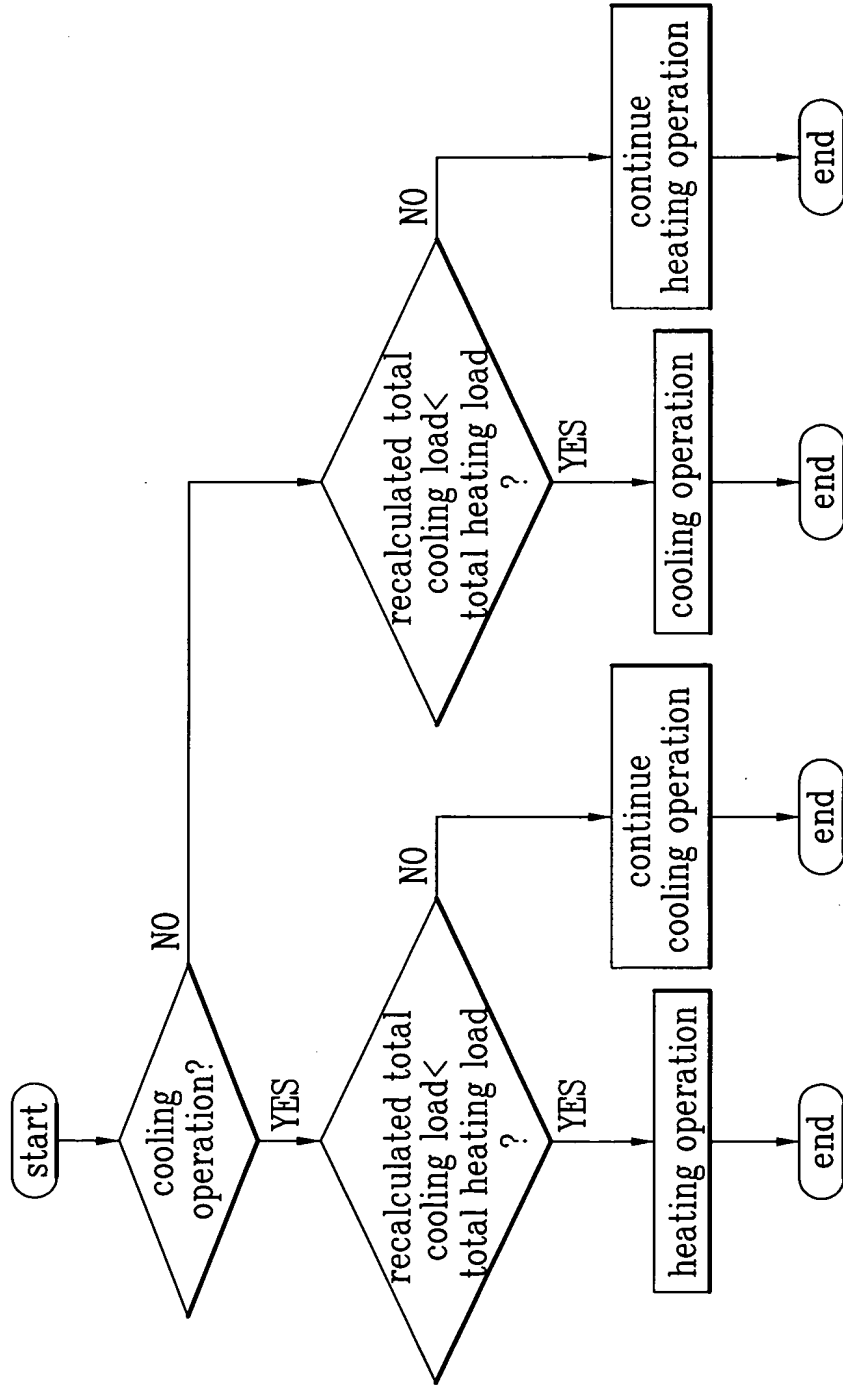 start
cooling
operation?
NO
YES
recalculated total
cooling load<
total heating load
?
NO
YES
recalculated total
cooling load<
total heating load
?
NO
YES
heating operation
continue
cooling operation
cooling operation
continue
heating operation
end
end
end
end